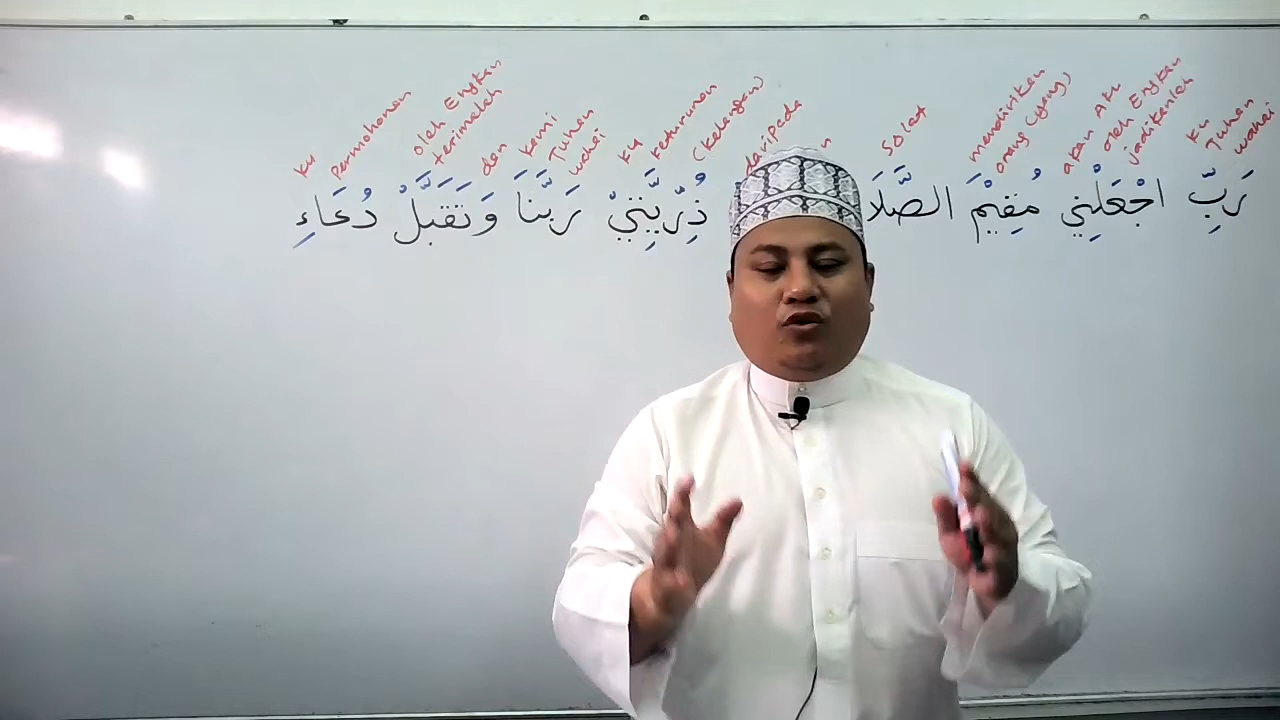 wahai Tuhan ku jadikanlah oleh Engkau akan Aku orang (yang) mendirikan solat daripada (kalangan) keturunan ku wahai Tuhan kami dan terimalah oleh Engkau permohonan ku
رَبِّ اجْعَلْنِي مُقِيْمَ الصَّلَا ذُرِّيَّتِيْ رَبَّنَا وَتَقَبَّلْ دُعَاءِ